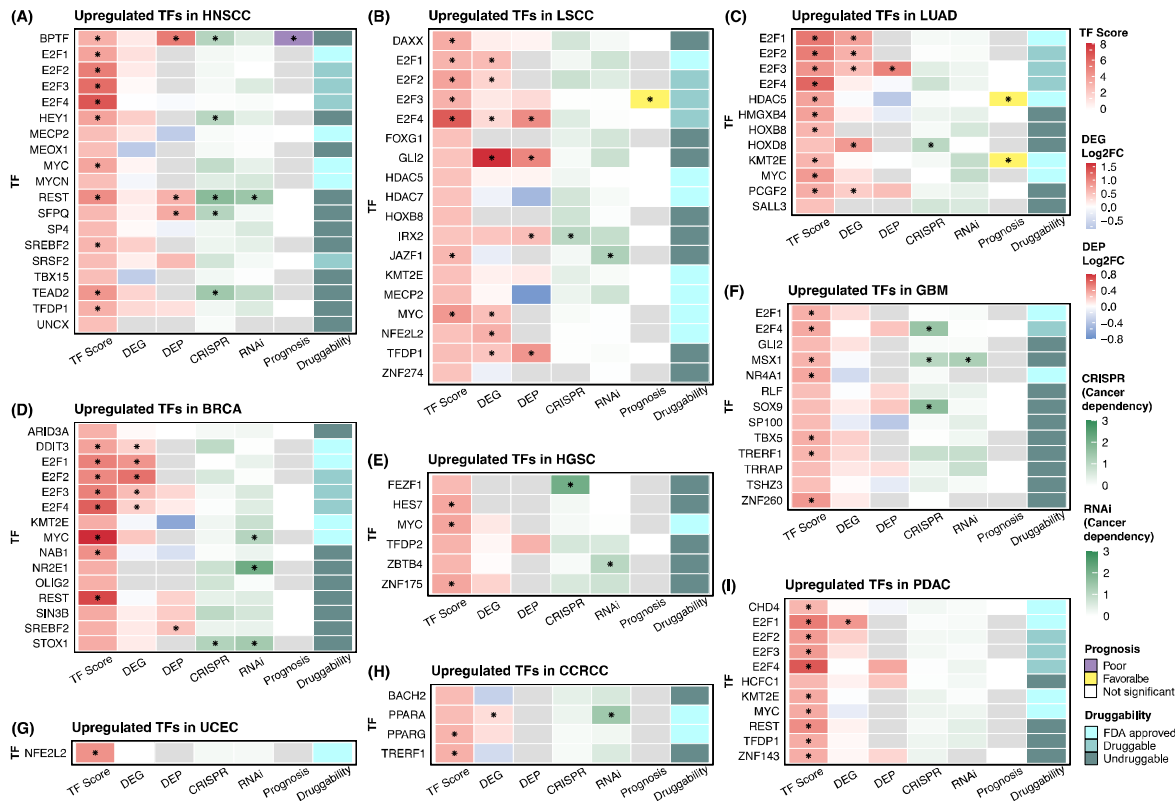 (A) Upregulated TFs in HNSCC
TF
BPTF
E2F1
E2F2
E2F3
E2F4
HEY1
MECP2
MEOX1
MYC
MYCN
REST
SFPQ
SP4
SREBF2
SRSF2
TBX15
TEAD2
TFDP1
UNCX
TF Score DEG DEP CRISPR RNAi Prognosis Druggability
(B) Upregulated TFs in LSCC
TF
DAXX
E2F1
E2F2
E2F3
E2F4
FOXG1
GLI2
HDAC5
HDAC7
HOXB8
IRX2
JAZF1
KMT2E
MECP2
MYC
NFE2L2
TFDP1
ZNF274
TF Score DEG DEP CRISPR RNAi Prognosis Druggability
(C) Upregulated TFs in LUAD
TF
E2F1
E2F2
E2F3
E2F4
HDAC5
HMGXB4
HOXB8
HOXD8
KMT2E
MYC
PCGF2
SALL3
TF Score DEG DEP CRISPR RNAi Prognosis Druggability
(D) Upregulated TFs in BRCA
TF
ARID3A
DDIT3
E2F1
E2F2
E2F3
E2F4
KMT2E
MYC
NAB1
NR2E1
OLIG2
REST
SIN3B
SREBF2
STOX1
TF Score DEG DEP CRISPR RNAi Prognosis Druggability
(E) Upregulated TFs in HGSC
TF
FEZF1
HES7
MYC
TFDP2
ZBTB4
ZNF175
TF Score DEG DEP CRISPR RNAi Prognosis Druggability
(F) Upregulated TFs in GBM
TF
E2F1
E2F4
GLI2
MSX1
NR4A1
RLF
SOX9
SP100
TBX5
TRERF1
TRRAP
TSHZ3
ZNF260
TF Score DEG DEP CRISPR RNAi Prognosis Druggability
(G) Upregulated TFs in UCEC
TF
NFE2L2
TF Score DEG DEP CRISPR RNAi Prognosis Druggability
(H) Upregulated TFs in CCRCC
TF
BACH2
PPARA
PPARG
TRERF1
TF Score DEG DEP CRISPR RNAi Prognosis Druggability
(I) Upregulated TFs in PDAC
TF
CHD4
E2F1
E2F2
E2F3
E2F4
HCFC1
KMT2E
MYC
REST
TFDP1
ZNF143
TF Score DEG DEP CRISPR RNAi Prognosis Druggability
TF Score
8
6
4
2
0
DEG
Log2FC
1.5
1.0
0.5
0.0
−0.5
DEP
Log2FC
0.8
0.4
0.0
−0.4
−0.8
CRISPR
(Cancer
dependency)
3
2
1
0
RNAi
(Cancer
dependency)
3
2
1
0
Prognosis
Poor
Favoralbe
Not significant
Druggability
FDA approved
Druggable
Undruggable